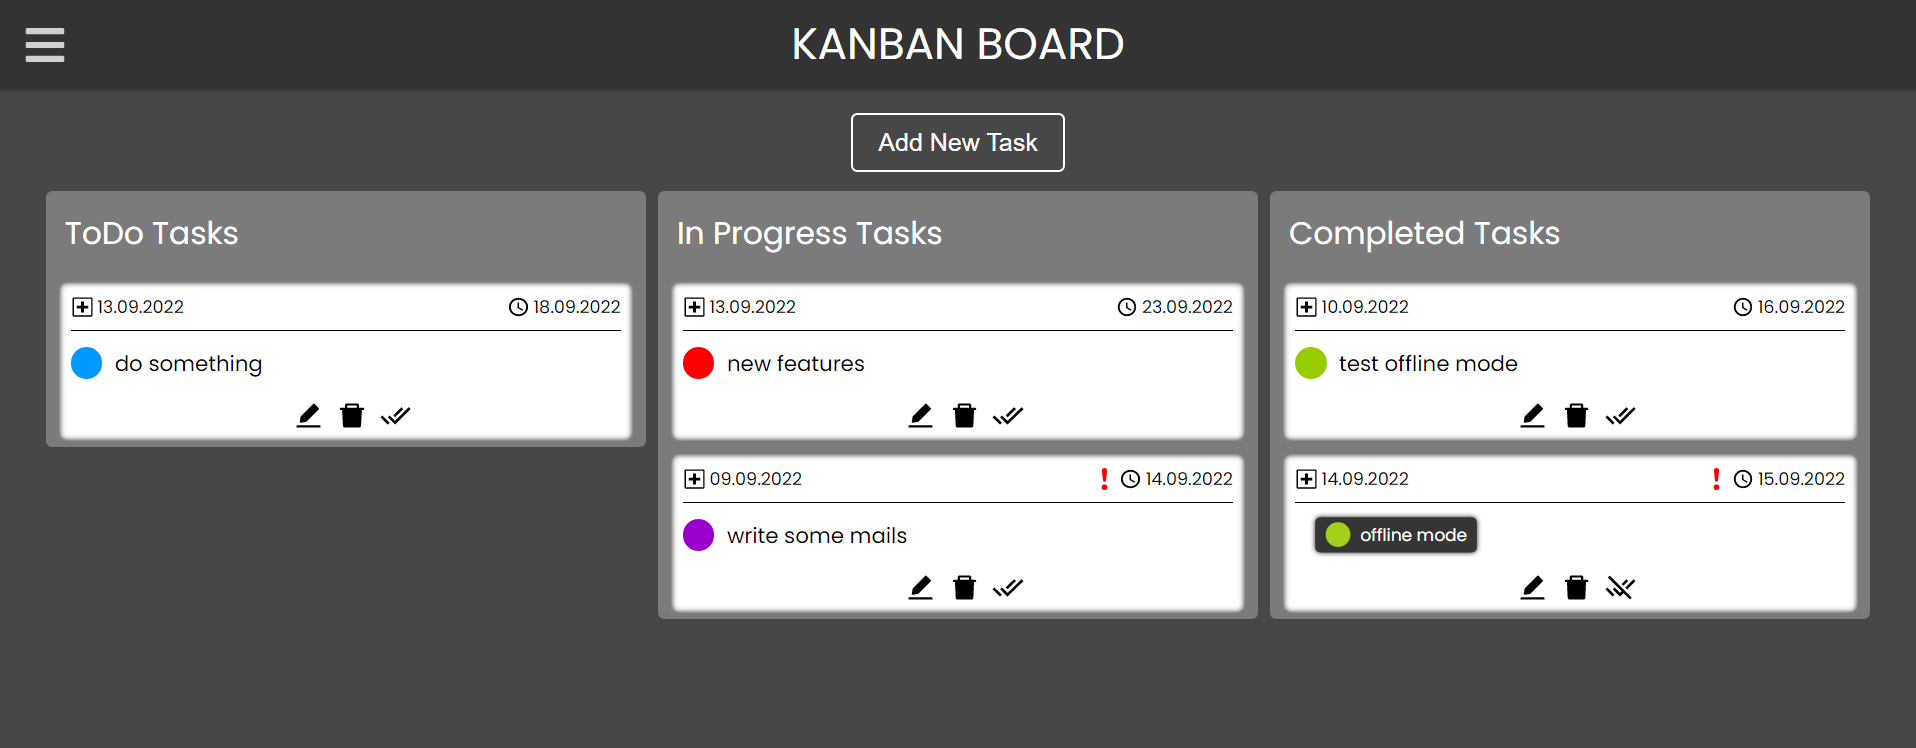 KANBAN BOARD
Add New Task
ToDo Tasks
13.09.2022 18.09.2022
do something
In Progress Tasks
13.09.2022 23.09.2022
new features
09.09.2022 14.09.2022
write some mails
Completed Tasks
10.09.2022 16.09.2022
test offline mode
14.09.2022 15.09.2022
offline mode